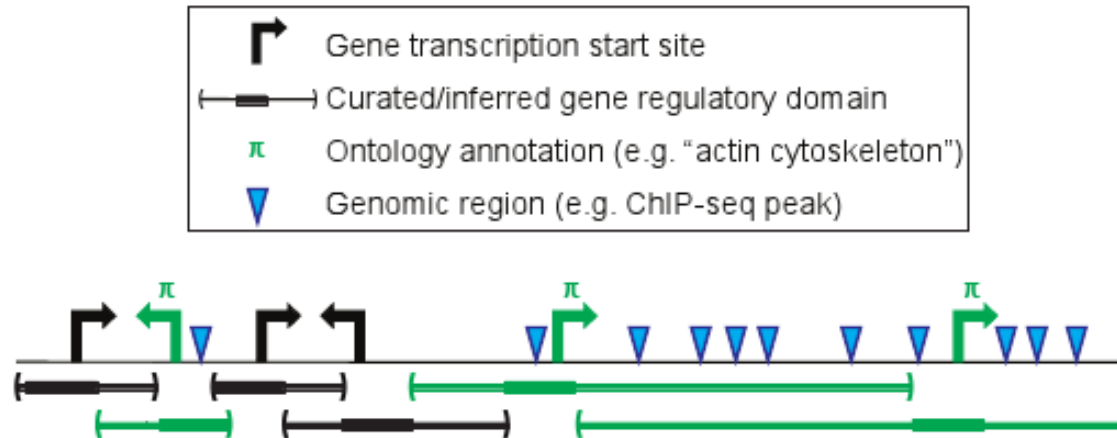 Gene transcription start site
Curated/inferred gene regulatory domain
π Ontology annotation (e.g. “actin cytoskeleton”)
Genomic region (e.g. ChIP-seq peak)
π π π